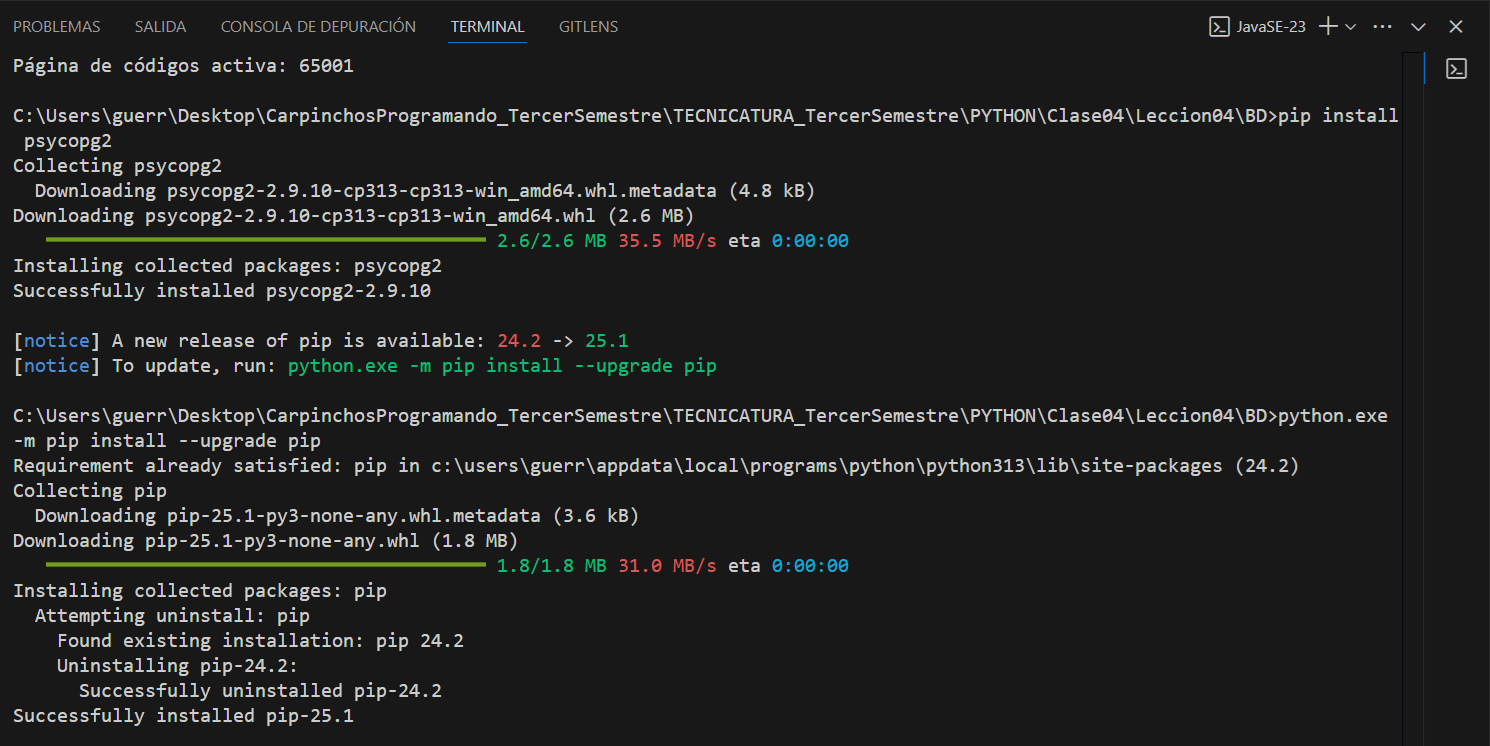 PROBLEMAS SALIDA CONSOLA DE DEPURACIÓN TERMINAL GITLENS JavaSE-23
Página de códigos activa: 65001
C:\Users\guerr\Desktop\CarpinchosProgramando_TercerSemestre\TECNICATURA_TercerSemestre\PYTHON\Clase04\Leccion04\BD>pip install
psycopg2
Collecting psycopg2
Downloading psycopg2-2.9.10-cp313-cp313-win_amd64.whl.metadata (4.8 kB)
Downloading psycopg2-2.9.10-cp313-cp313-win_amd64.whl (2.6 MB)
2.6/2.6 MB 35.5 MB/s eta 0:00:00
Installing collected packages: psycopg2
Successfully installed psycopg2-2.9.10
[notice] A new release of pip is available: 24.2 -> 25.1
[notice] To update, run: python.exe -m pip install --upgrade pip
C:\Users\guerr\Desktop\CarpinchosProgramando_TercerSemestre\TECNICATURA_TercerSemestre\PYTHON\Clase04\Leccion04\BD>python.exe
-m pip install --upgrade pip
Requirement already satisfied: pip in c:\users\guerr\appdata\local\programs\python\python313\lib\site-packages (24.2)
Collecting pip
Downloading pip-25.1-py3-none-any.whl.metadata (3.6 kB)
Downloading pip-25.1-py3-none-any.whl (1.8 MB)
1.8/1.8 MB 31.0 MB/s eta 0:00:00
Installing collected packages: pip
Attempting uninstall: pip
Found existing installation: pip 24.2
Uninstalling pip-24.2:
Successfully uninstalled pip-24.2
Successfully installed pip-25.1